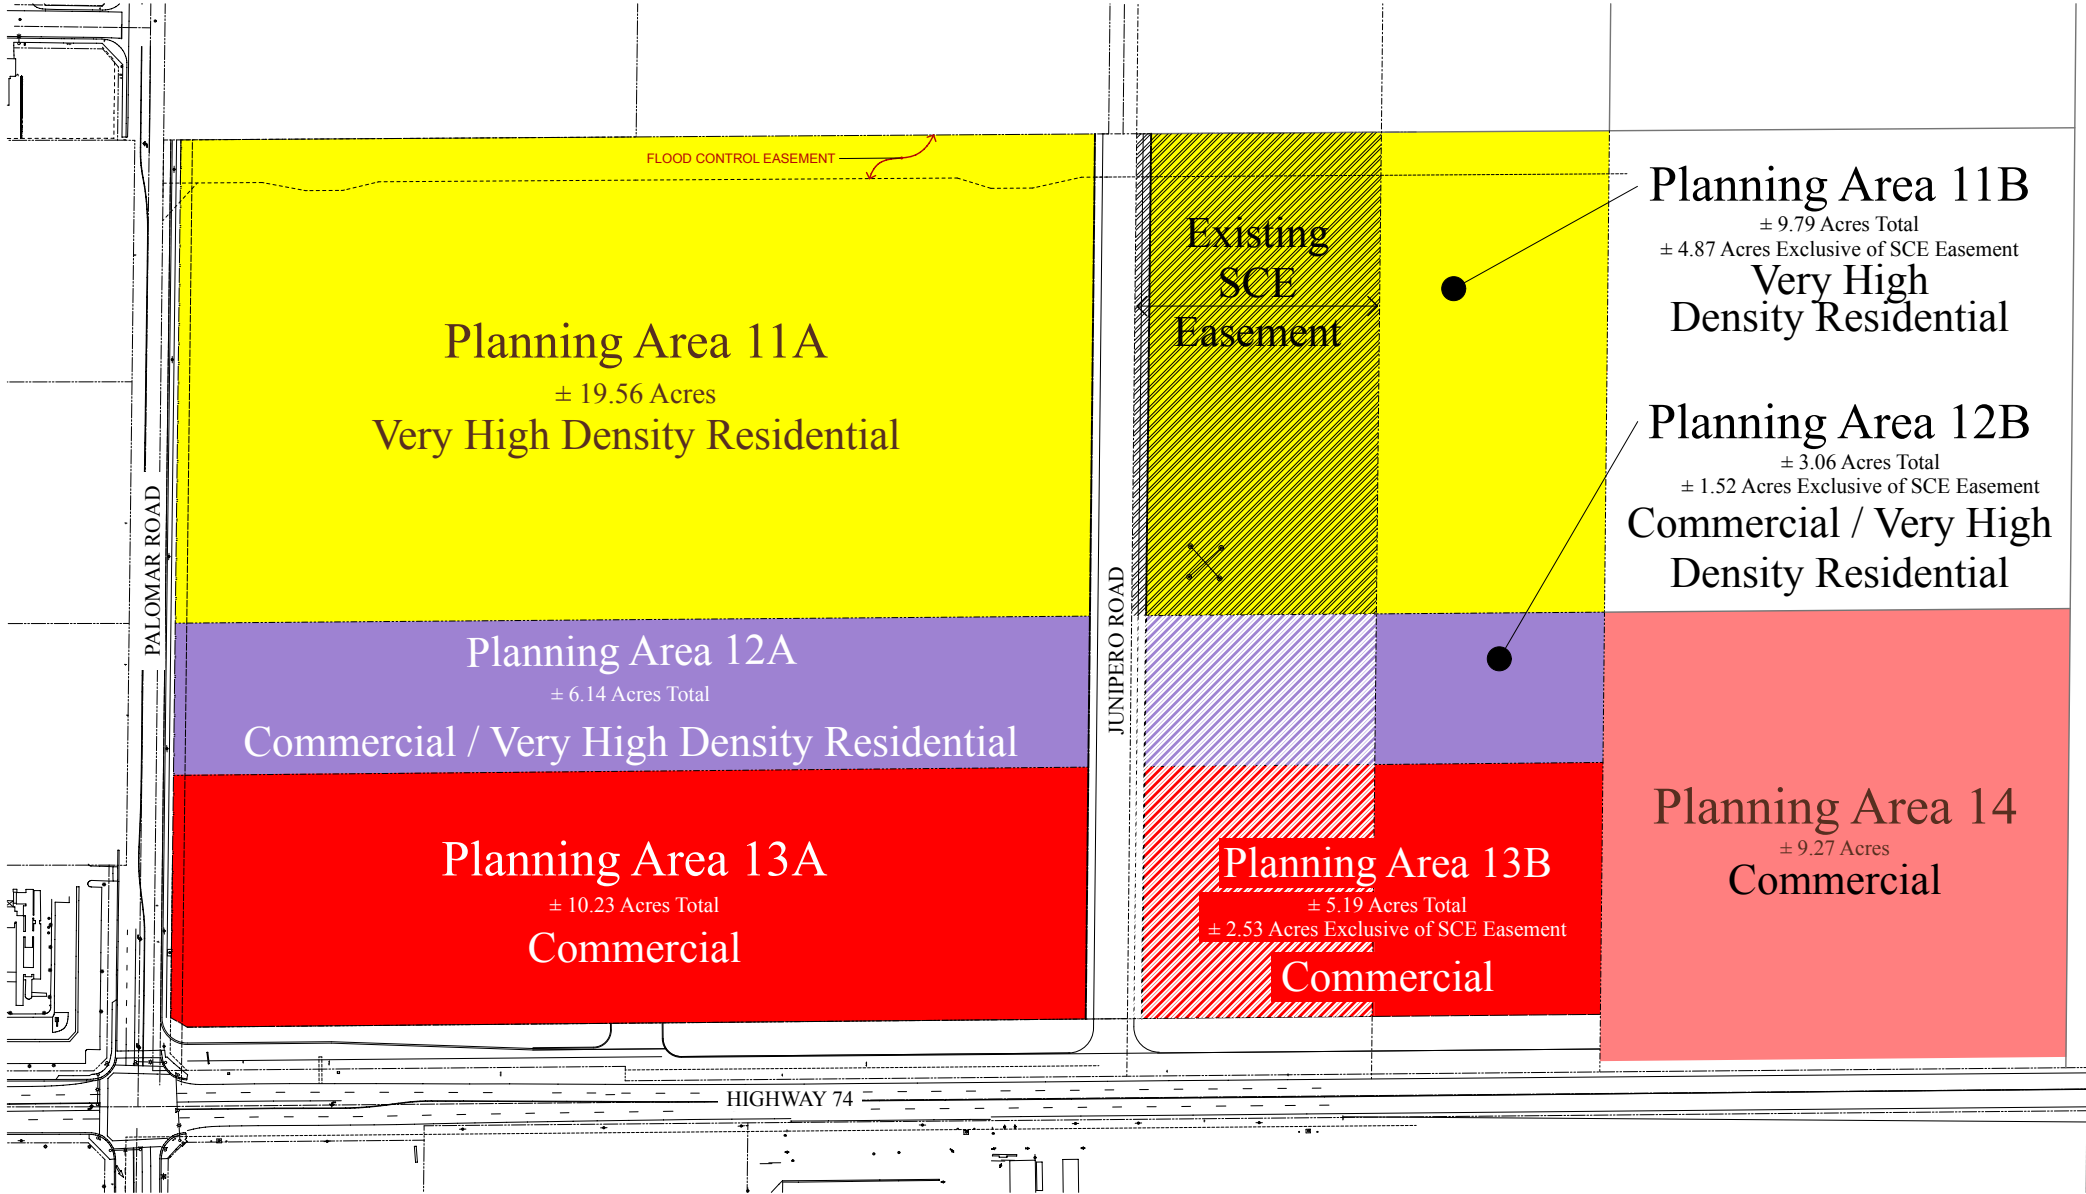 FLOOD CONTROL EASEMENT
Planning Area 11A
± 19.56 Acres
Very High Density Residential
Existing
SCE
Easement
Planning Area 11B
± 9.79 Acres Total
± 4.87 Acres Exclusive of SCE Easement
Very High
Density Residential
Planning Area 12B
± 3.06 Acres Total
± 1.52 Acres Exclusive of SCE Easement
Commercial / Very High
Density Residential
PALOMAR ROAD
JUNIPERO ROAD
Planning Area 12A
± 6.14 Acres Total
Commercial / Very High Density Residential
Planning Area 13A
± 10.23 Acres Total
Commercial
Planning Area 13B
± 5.19 Acres Total
± 2.53 Acres Exclusive of SCE Easement
Commercial
Planning Area 14
± 9.27 Acres
Commercial
HIGHWAY 74